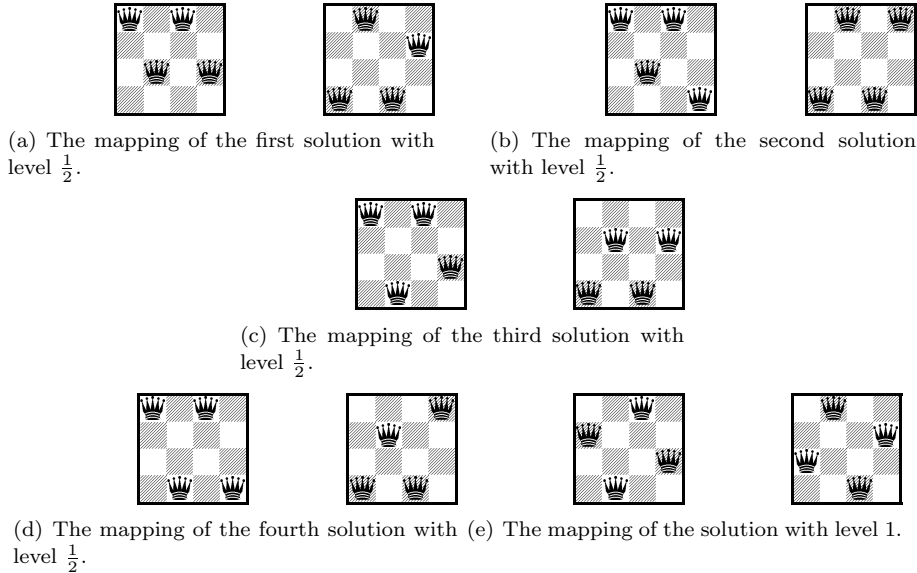 (a) The mapping of the first solution with
level 1/2.
(b) The mapping of the second solution
with level 1/2.
(c) The mapping of the third solution with
level 1/2.
(d) The mapping of the fourth solution with
level 1/2.
(e) The mapping of the solution with level 1.